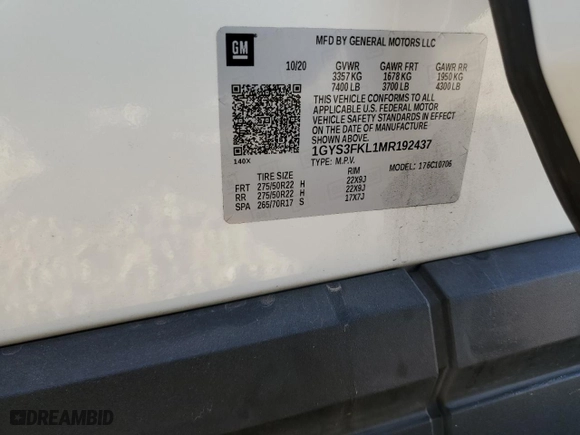 GM
MFD BY GENERAL MOTORS LLC
10/20 GVWR GAWR FRT GAWR RR
3357 KG 1678 KG 1950 KG
7400 LB 3700 LB 4300 LB
THIS VEHICLE CONFORMS TO ALL
APPLICABLE U.S. FEDERAL MOTOR
VEHICLE SAFETY STANDARDS IN EFFECT
ON THE DATE OF MANUFACTURE
SHOWN ABOVE.
1GYS3FKL1MR192437
140X
TYPE: M.P.V.
MODEL: 176C10706
TIRE SIZE RIM
FRT 275/50R22 H 22X9J
RR 275/50R22 H 22X9J
SPA 265/70R17 S 17X7J
DREAMBID